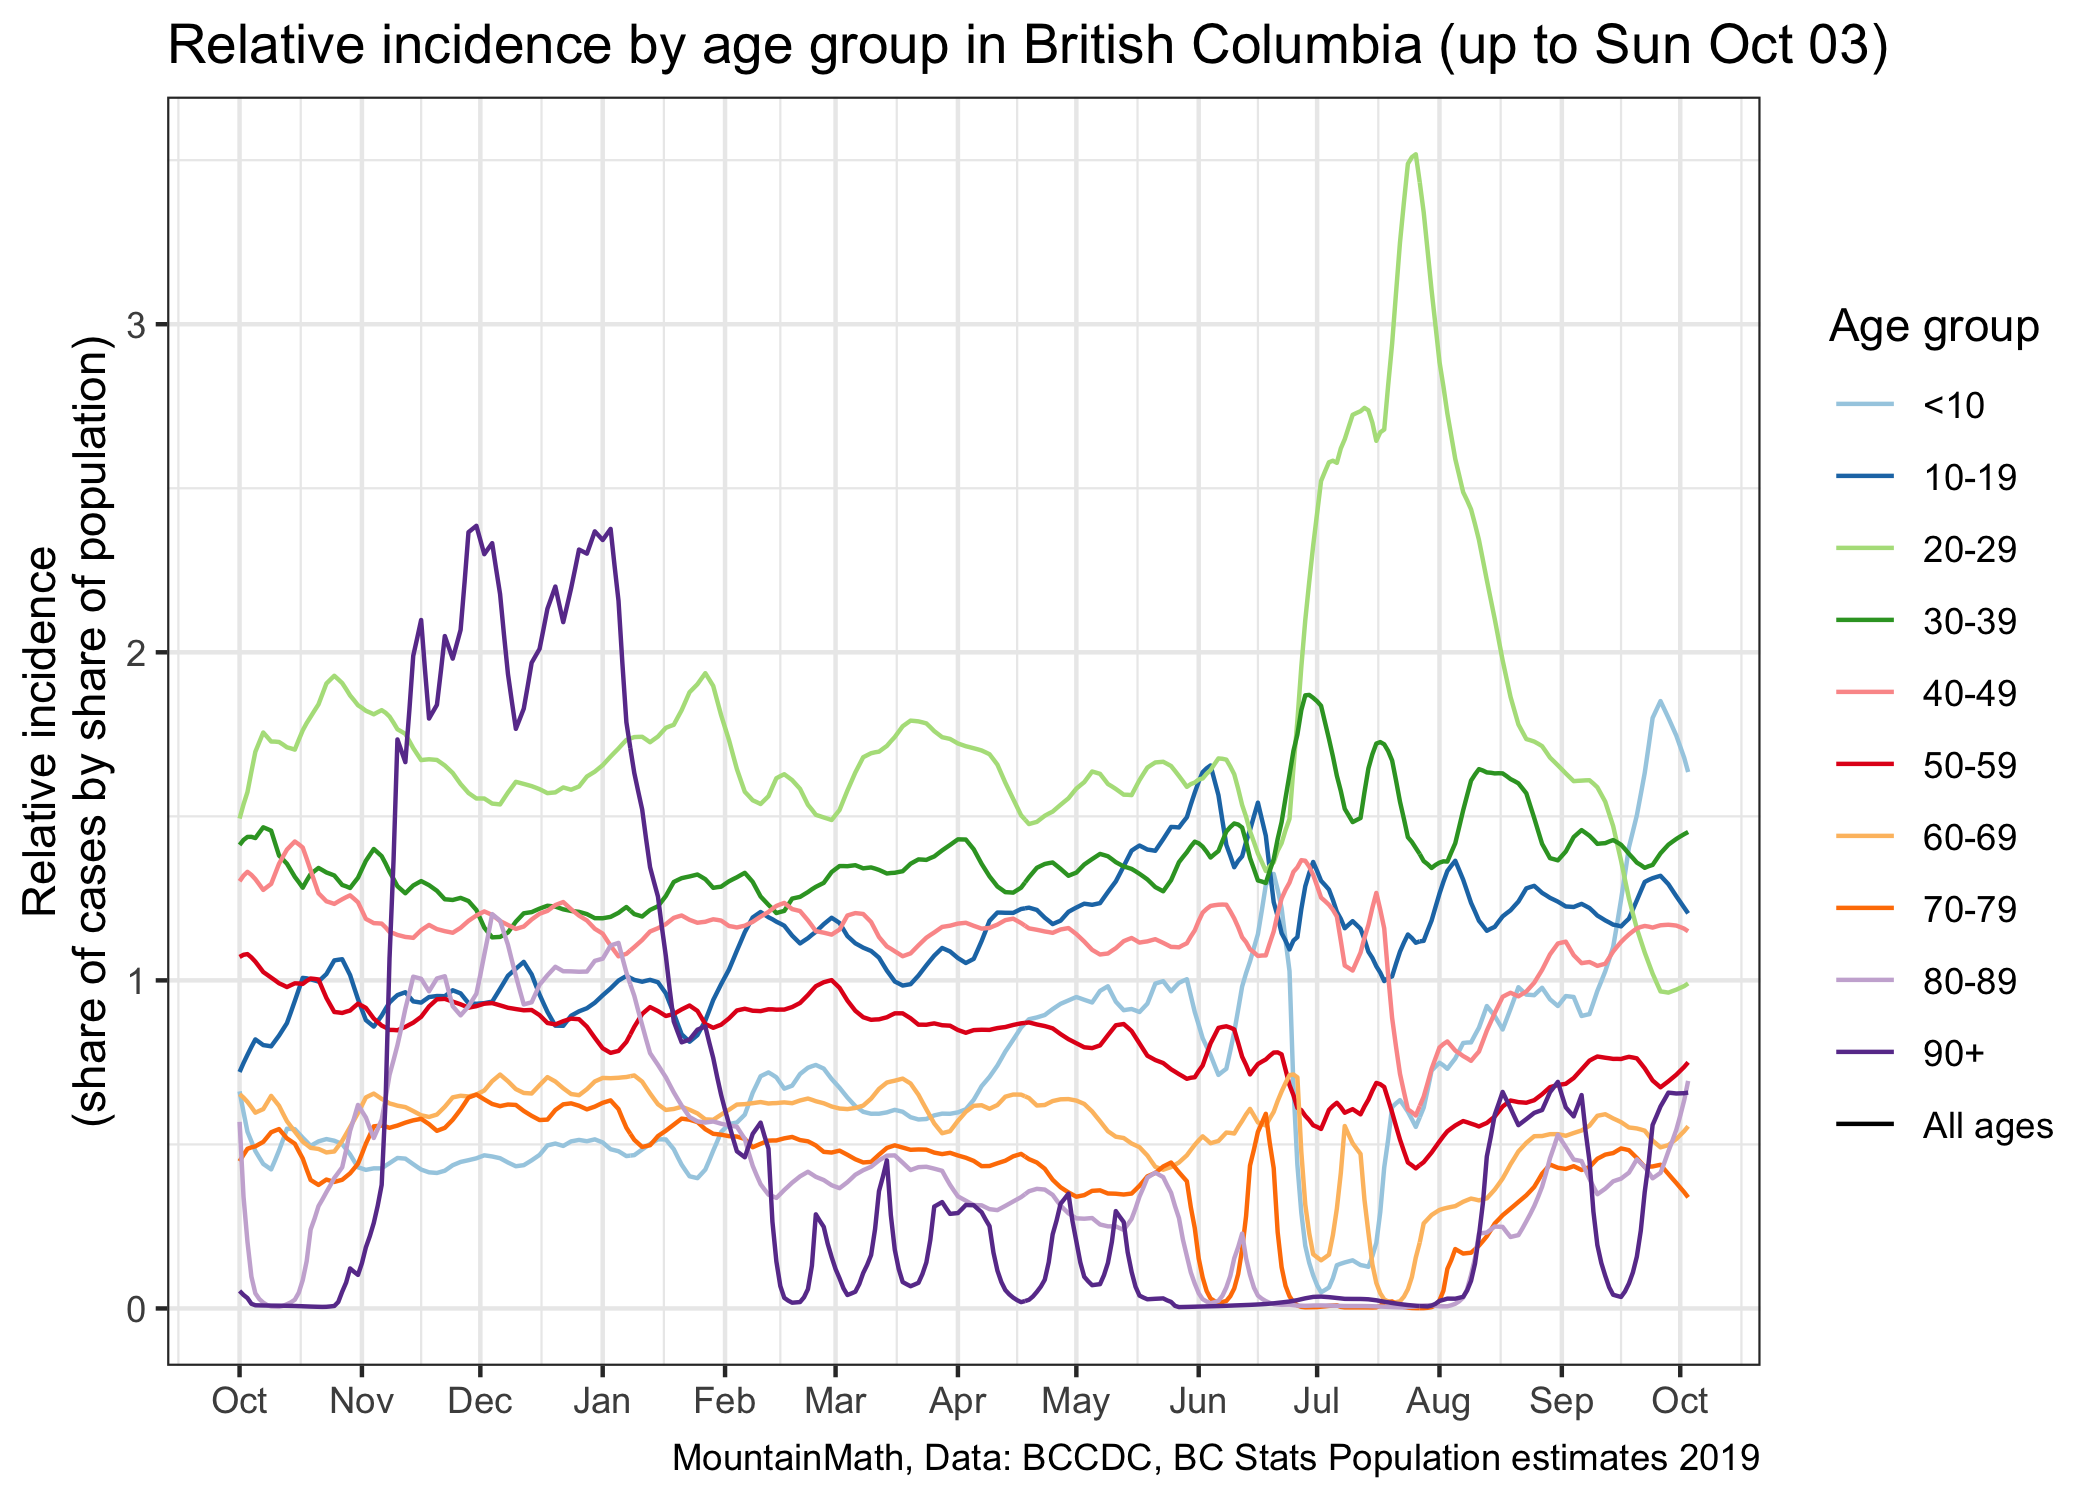 Relative incidence by age group in British Columbia (up to Sun Oct 03)
Relative incidence
(share of cases by share of population)
3
2
1
0
Oct Nov Dec Jan Feb Mar Apr May Jun Jul Aug Sep Oct
Age group
<10
10-19
20-29
30-39
40-49
50-59
60-69
70-79
80-89
90+
All ages
MountainMath, Data: BCCDC, BC Stats Population estimates 2019